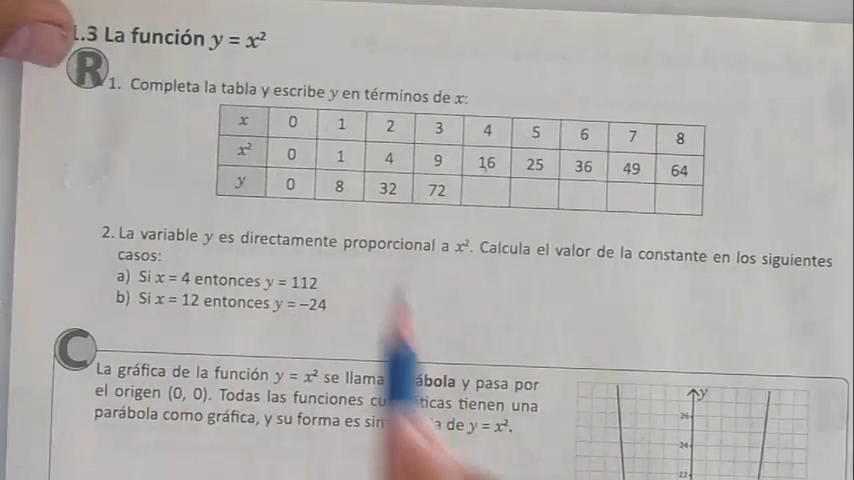 1.3 La función y = x²
R
1. Completa la tabla y escribe y en términos de x:
x 0 1 2 3 4 5 6 7 8
x² 0 1 4 9 16 25 36 49 64
y 0 8 32 72
2. La variable y es directamente proporcional a x². Calcula el valor de la constante en los siguientes
casos:
a) Si x = 4 entonces y = 112
b) Si x = 12 entonces y = –24
C
La gráfica de la función y = x² se llama y pasa por
el origen (0, 0). Todas las funciones tienen una
parábola como gráfica, y su forma es de y = x².
y
26
24
22